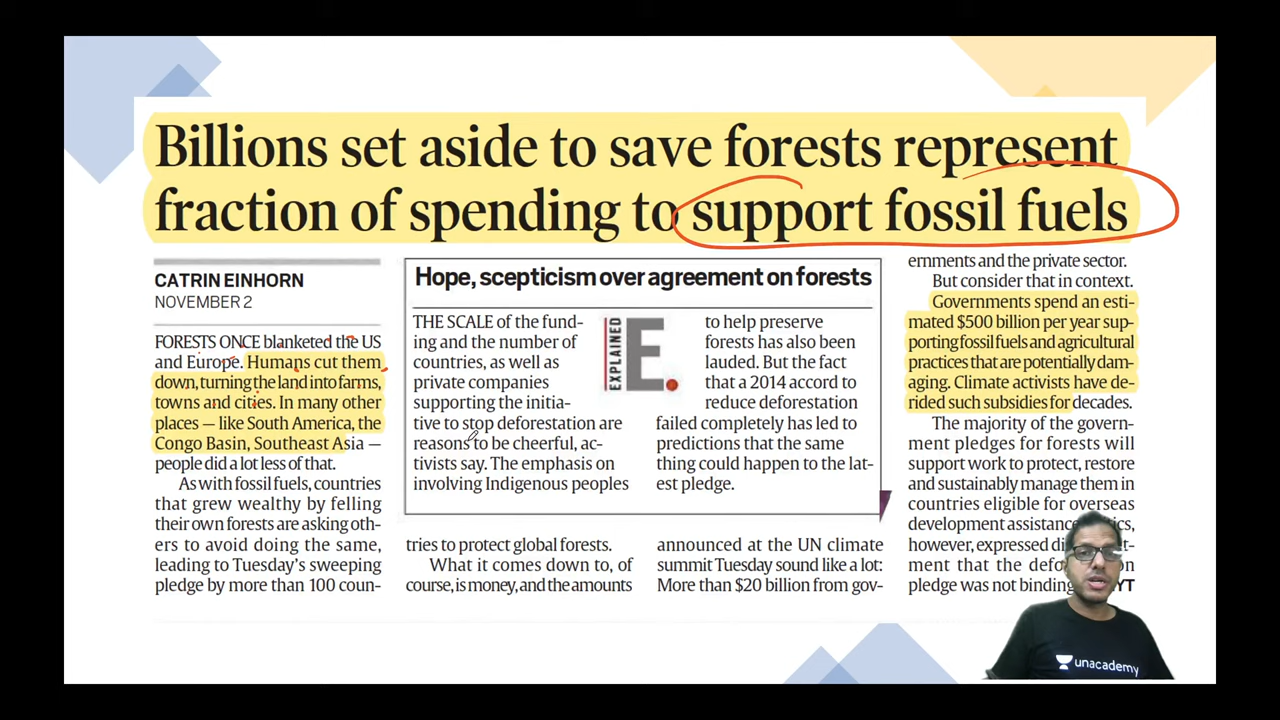 Billions set aside to save forests represent
fraction of spending to support fossil fuels
CATRIN EINHORN
NOVEMBER 2
FORESTS ONCE blanketed the US
and Europe. Humans cut them
down, turning the land into farms,
towns and cities. In many other
places — like South America, the
Congo Basin, Southeast Asia —
people did a lot less of that.
As with fossil fuels, countries
that grew wealthy by felling
their own forests are asking oth-
ers to avoid doing the same,
leading to Tuesday's sweeping
pledge by more than 100 coun-
Hope, scepticism over agreement on forests
THE SCALE of the fund-
ing and the number of
countries, as well as
private companies
supporting the initia-
tive to stop deforestation are
reasons to be cheerful, ac-
tivists say. The emphasis on
involving Indigenous peoples
EXPLAINED
E.
to help preserve
forests has also been
lauded. But the fact
that a 2014 accord to
reduce deforestation
failed completely has led to
predictions that the same
thing could happen to the lat-
est pledge.
tries to protect global forests.
What it comes down to, of
course, is money, and the amounts
announced at the UN climate
summit Tuesday sound like a lot:
More than $20 billion from gov-
ernments and the private sector.
But consider that in context.
Governments spend an esti-
mated $500 billion per year sup-
porting fossil fuels and agricultural
practices that are potentially dam-
aging. Climate activists have de-
rided such subsidies for decades.
The majority of the govern-
ment pledges for forests will
support work to protect, restore
and sustainably manage them in
countries eligible for overseas
development assistance
however, expressed
ment that the
pledge was not binding
unacademy